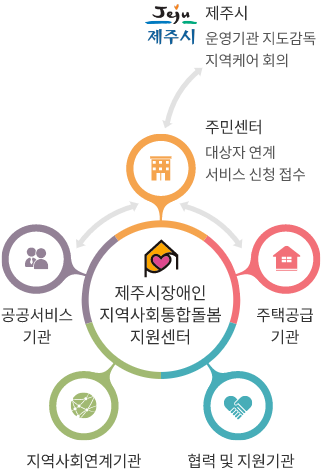 Jeju
제주시
제주시
운영기관 지도감독
지역케어 회의
주민센터
대상자 연계
서비스 신청 접수
제주시장애인
지역사회통합돌봄
지원센터
공공서비스
기관
주택공급
기관
지역사회연계기관
협력 및 지원기관